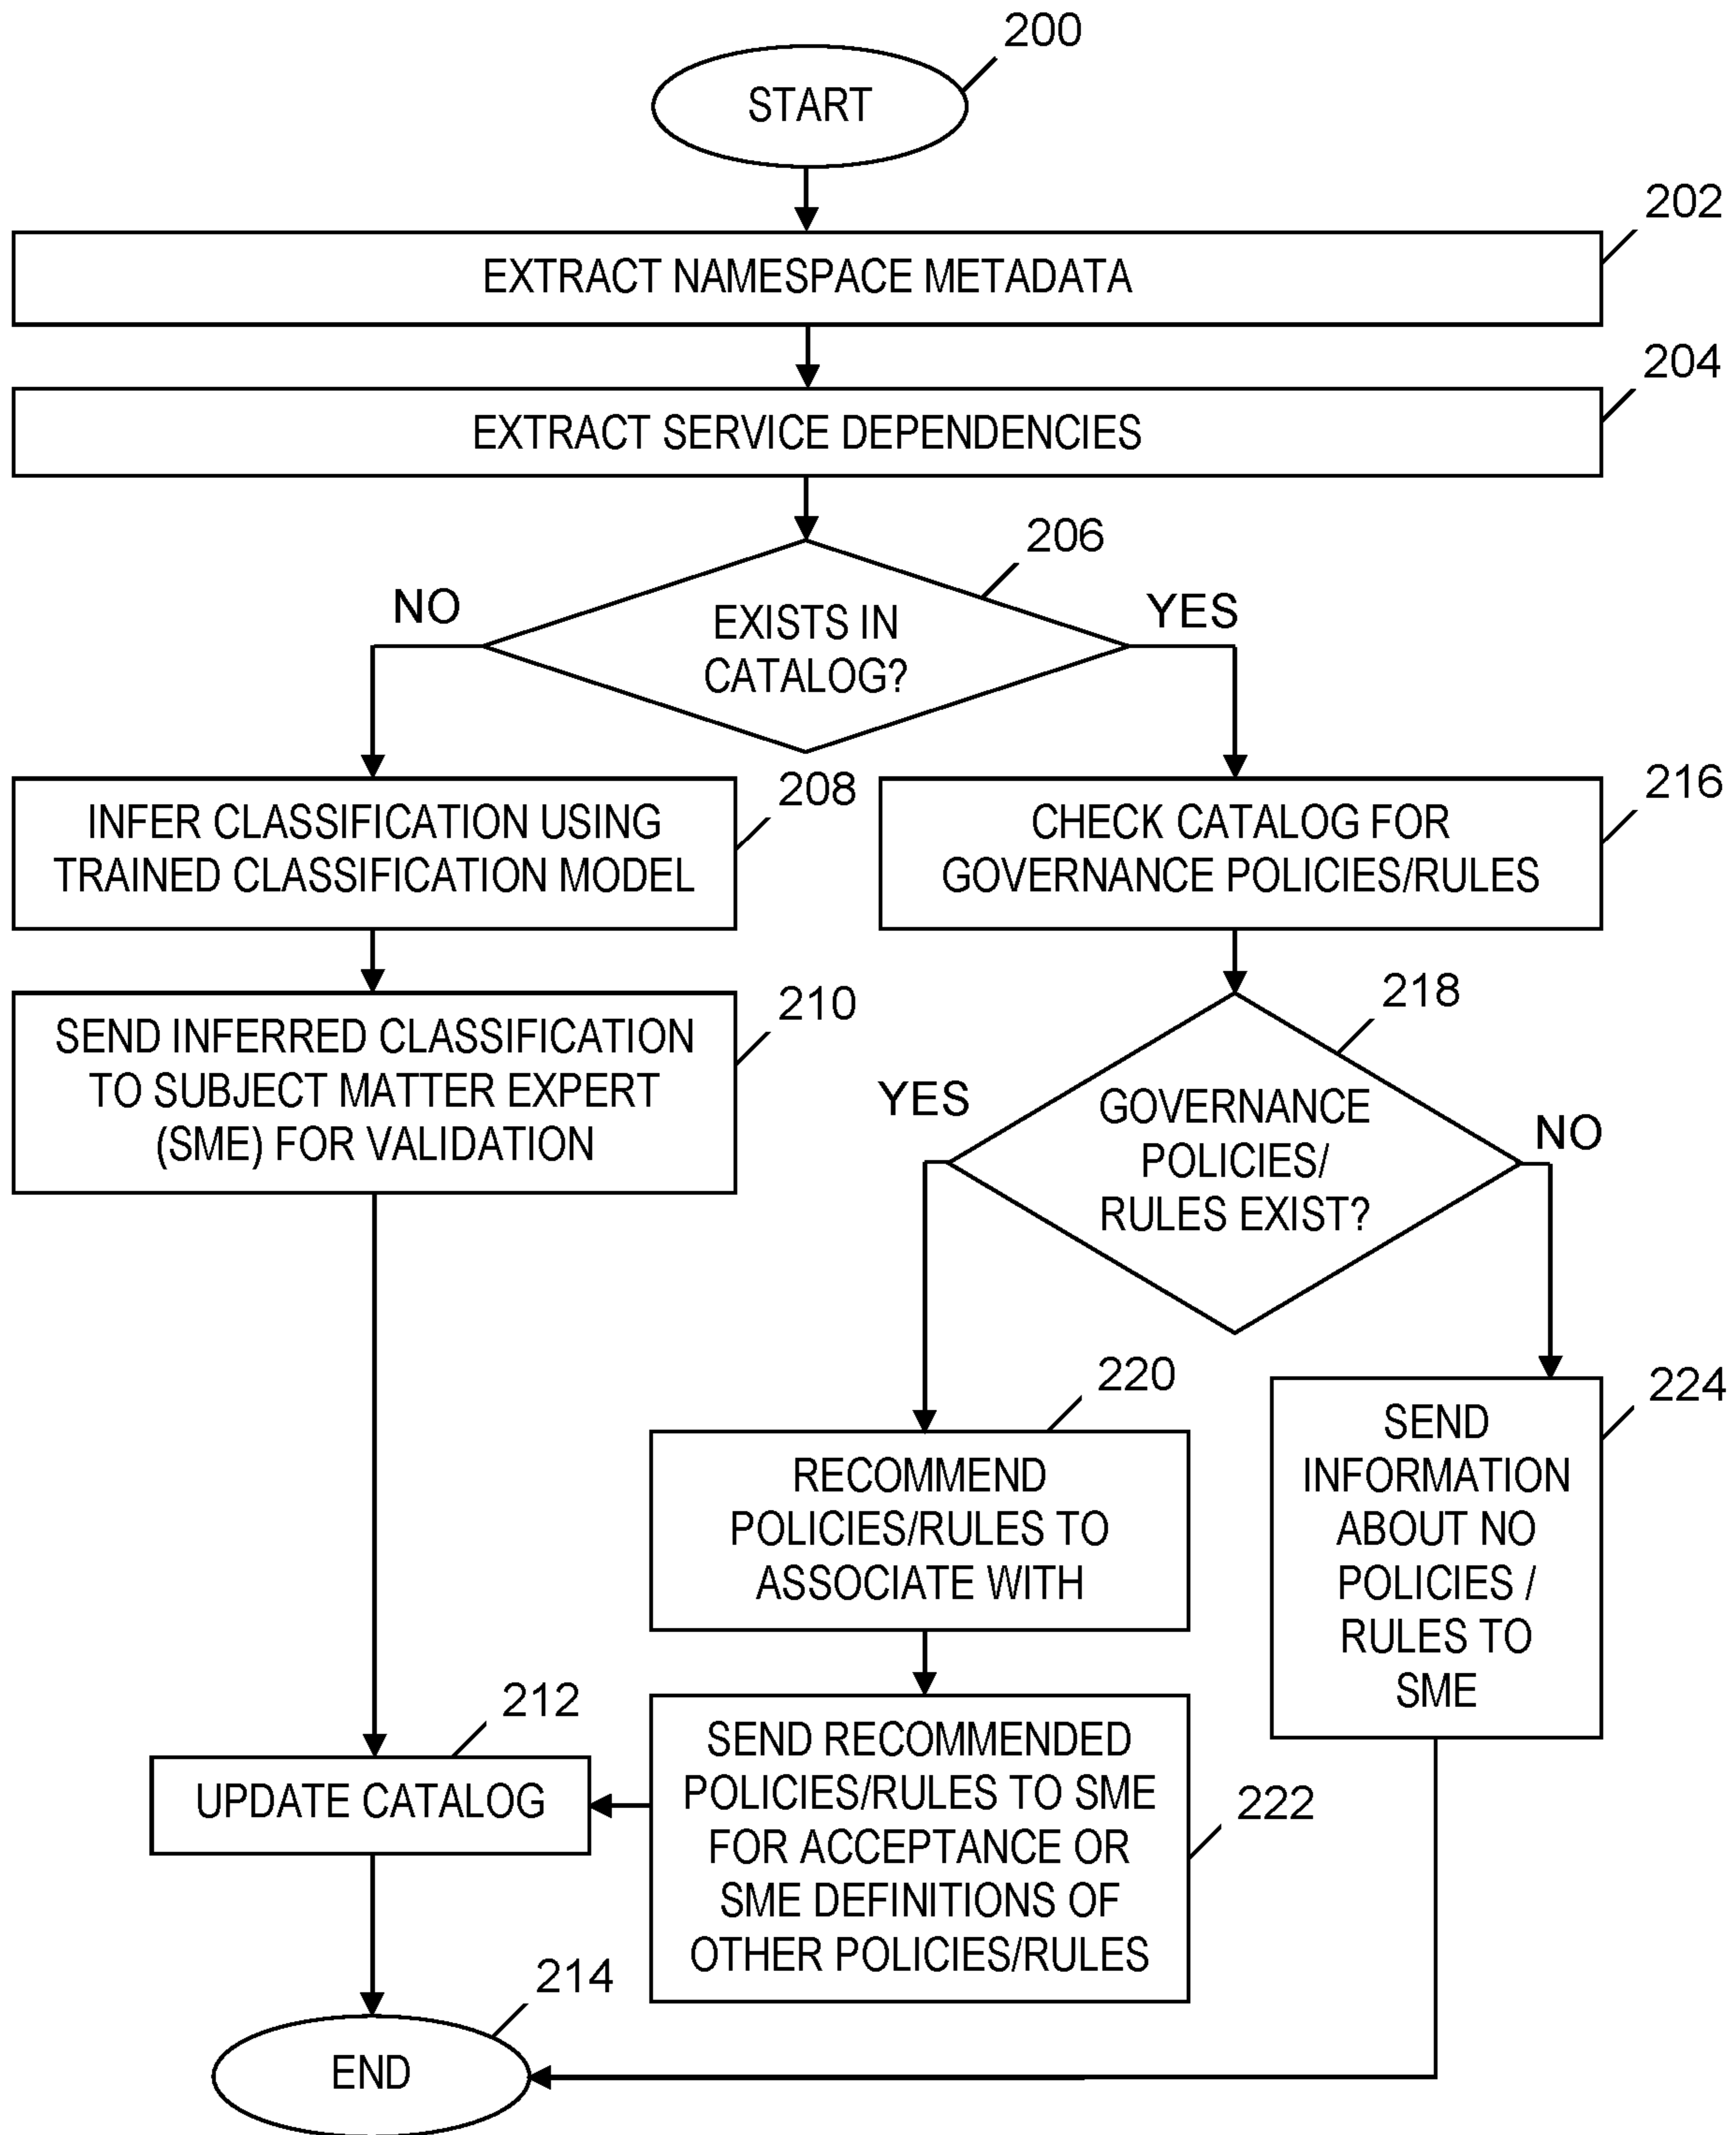 200
START
202
EXTRACT NAMESPACE METADATA
204
EXTRACT SERVICE DEPENDENCIES
206
NO
YES
EXISTS IN
CATALOG?
208
INFER CLASSIFICATION USING
TRAINED CLASSIFICATION MODEL
216
CHECK CATALOG FOR
GOVERNANCE POLICIES/RULES
210
SEND INFERRED CLASSIFICATION
TO SUBJECT MATTER EXPERT
(SME) FOR VALIDATION
218
YES
GOVERNANCE
POLICIES/
RULES EXIST?
NO
220
RECOMMEND
POLICIES/RULES TO
ASSOCIATE WITH
224
SEND
INFORMATION
ABOUT NO
POLICIES /
RULES TO
SME
212
UPDATE CATALOG
SEND RECOMMENDED
POLICIES/RULES TO SME
FOR ACCEPTANCE OR
SME DEFINITIONS OF
OTHER POLICIES/RULES
222
214
END